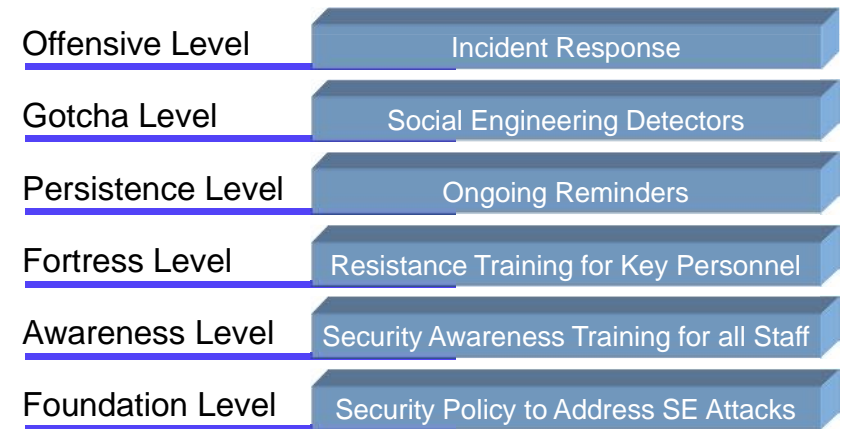 Offensive Level
Incident Response
Gotcha Level
Social Engineering Detectors
Persistence Level
Ongoing Reminders
Fortress Level
Resistance Training for Key Personnel
Awareness Level
Security Awareness Training for all Staff
Foundation Level
Security Policy to Address SE Attacks